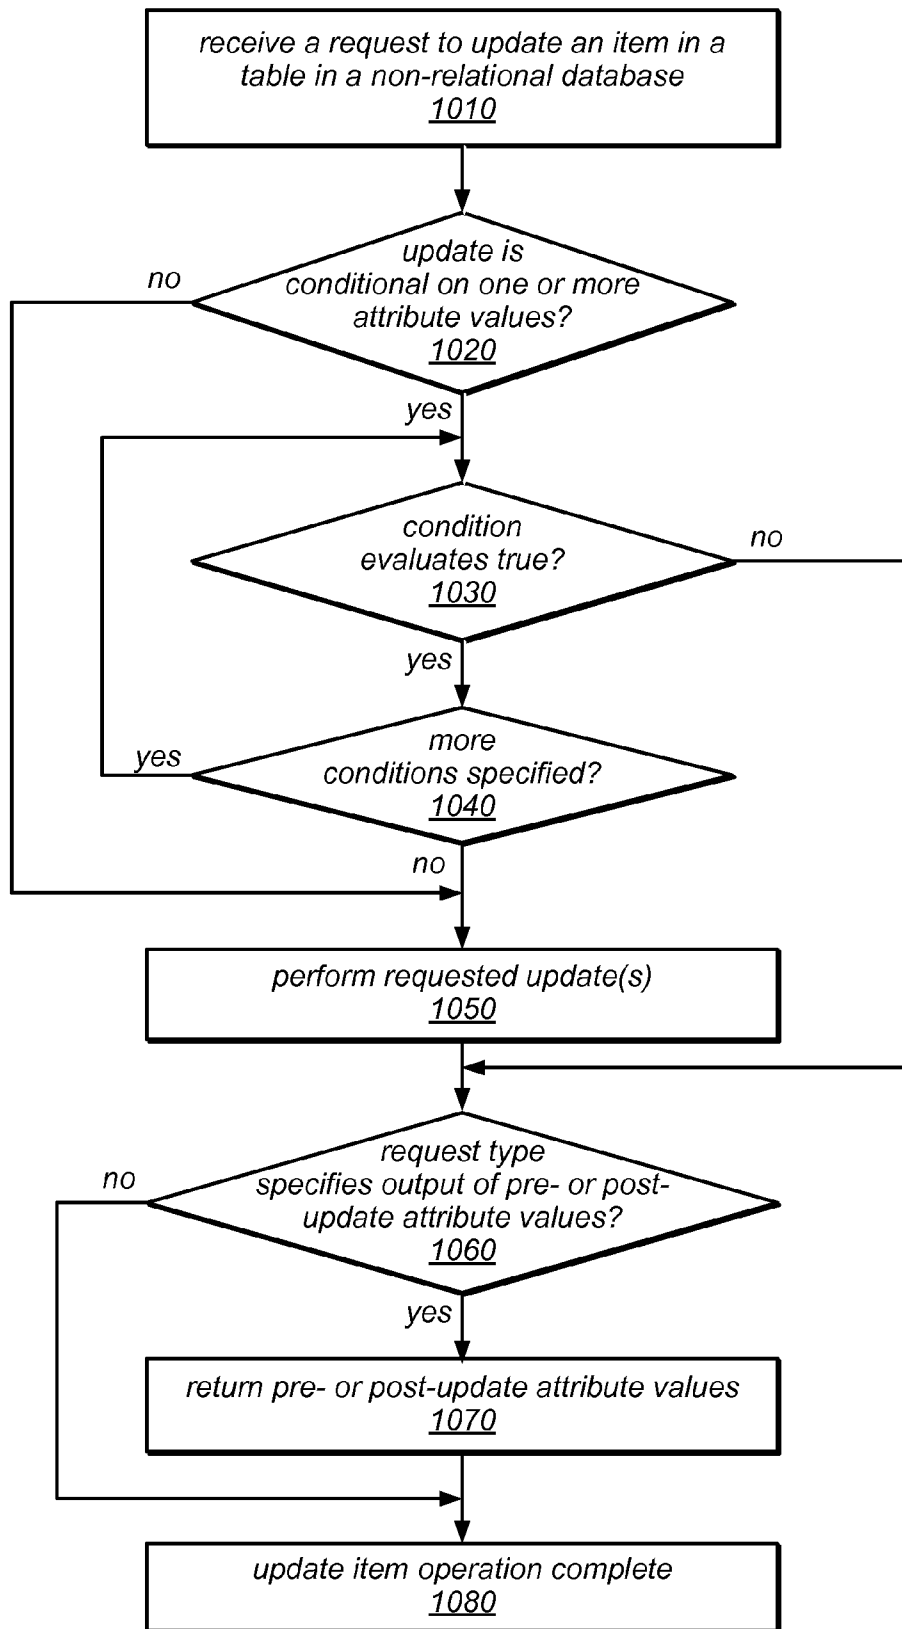 receive a request to update an item in a
table in a non-relational database
1010
update is
conditional on one or more
attribute values?
1020
no
yes
condition
evaluates true?
1030
no
yes
more
conditions specified?
1040
yes
no
perform requested update(s)
1050
request type
specifies output of pre- or post-
update attribute values?
1060
no
yes
return pre- or post-update attribute values
1070
update item operation complete
1080